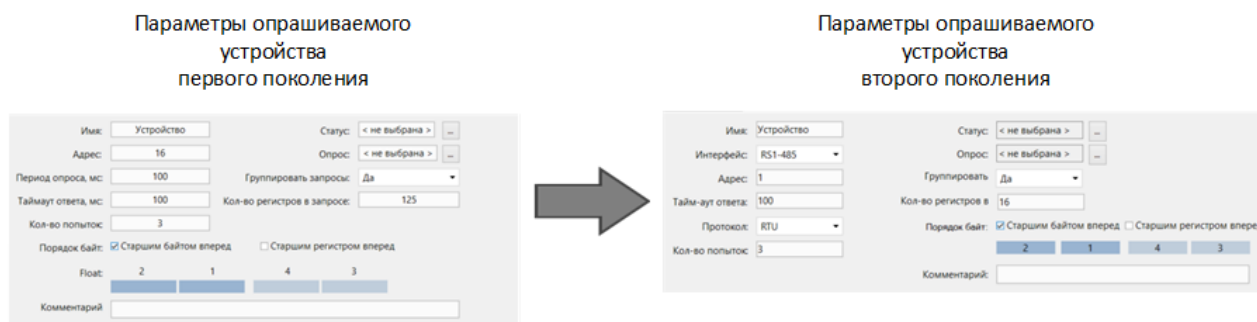 Параметры опрашиваемого
устройства
первого поколения
Имя: Устройство Статус: < не выбрана > ...
Адрес: 16 Опрос: < не выбрана > ...
Период опроса, мс: 100 Группировать запросы: Да
Таймаут ответа, мс: 100 Кол-во регистров в запросе: 125
Кол-во попыток: 3
Порядок байт: Старшим байтом вперед Старшим регистром вперед
Float: 2 1 4 3
Комментарий
Параметры опрашиваемого
устройства
второго поколения
Имя: Устройство Статус: < не выбрана > ...
Интерфейс: RS1-485 Опрос: < не выбрана > ...
Адрес: 1 Группировать Да
Тайм-аут ответа: 100 Кол-во регистров в 16
Протокол: RTU Порядок байт: Старшим байтом вперед Старшим регистром впере
Кол-во попыток: 3 2 1 4 3
Комментарий: